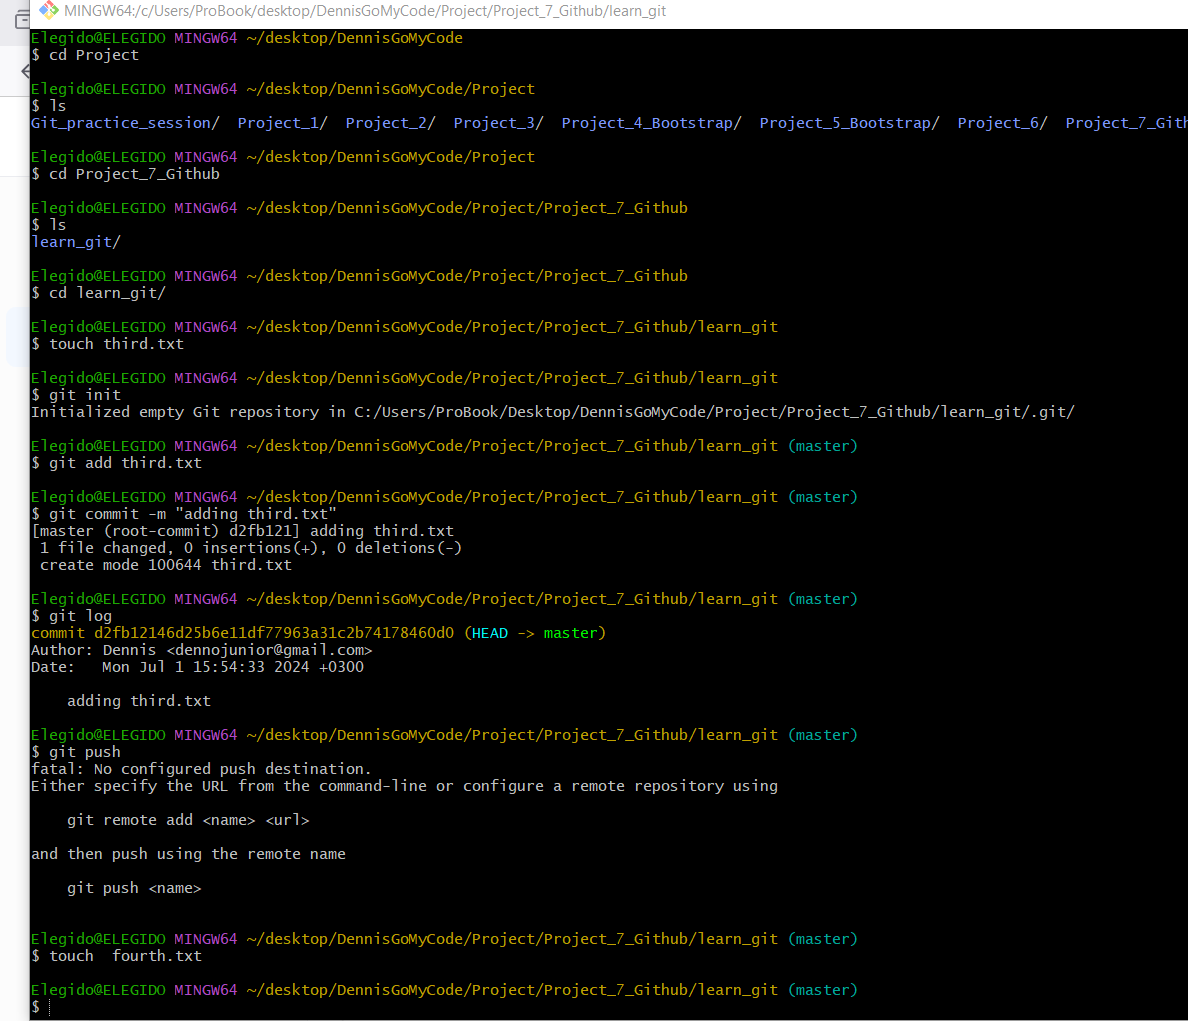 MINGW64:/c/Users/ProBook/desktop/DennisGoMyCode/Project/Project_7_Github/learn_git
Elegido@ELEGIDO MINGW64 ~/desktop/DennisGoMyCode
$ cd Project
Elegido@ELEGIDO MINGW64 ~/desktop/DennisGoMyCode/Project
$ ls
Git_practice_session/  Project_1/  Project_2/  Project_3/  Project_4_Bootstrap/  Project_5_Bootstrap/  Project_6/  Project_7_Gith
Elegido@ELEGIDO MINGW64 ~/desktop/DennisGoMyCode/Project
$ cd Project_7_Github
Elegido@ELEGIDO MINGW64 ~/desktop/DennisGoMyCode/Project/Project_7_Github
$ ls
learn_git/
Elegido@ELEGIDO MINGW64 ~/desktop/DennisGoMyCode/Project/Project_7_Github
$ cd learn_git/
Elegido@ELEGIDO MINGW64 ~/desktop/DennisGoMyCode/Project/Project_7_Github/learn_git
$ touch third.txt
Elegido@ELEGIDO MINGW64 ~/desktop/DennisGoMyCode/Project/Project_7_Github/learn_git
$ git init
Initialized empty Git repository in C:/Users/ProBook/Desktop/DennisGoMyCode/Project/Project_7_Github/learn_git/.git/
Elegido@ELEGIDO MINGW64 ~/desktop/DennisGoMyCode/Project/Project_7_Github/learn_git (master)
$ git add third.txt
Elegido@ELEGIDO MINGW64 ~/desktop/DennisGoMyCode/Project/Project_7_Github/learn_git (master)
$ git commit -m "adding third.txt"
[master (root-commit) d2fb121] adding third.txt
 1 file changed, 0 insertions(+), 0 deletions(-)
 create mode 100644 third.txt
Elegido@ELEGIDO MINGW64 ~/desktop/DennisGoMyCode/Project/Project_7_Github/learn_git (master)
$ git log
commit d2fb12146d25b6e11df77963a31c2b74178460d0 (HEAD -> master)
Author: Dennis <dennojunior@gmail.com>
Date:   Mon Jul 1 15:54:33 2024 +0300
    adding third.txt
Elegido@ELEGIDO MINGW64 ~/desktop/DennisGoMyCode/Project/Project_7_Github/learn_git (master)
$ git push
fatal: No configured push destination.
Either specify the URL from the command-line or configure a remote repository using
    git remote add <name> <url>
and then push using the remote name
    git push <name>
Elegido@ELEGIDO MINGW64 ~/desktop/DennisGoMyCode/Project/Project_7_Github/learn_git (master)
$ touch  fourth.txt
Elegido@ELEGIDO MINGW64 ~/desktop/DennisGoMyCode/Project/Project_7_Github/learn_git (master)
$